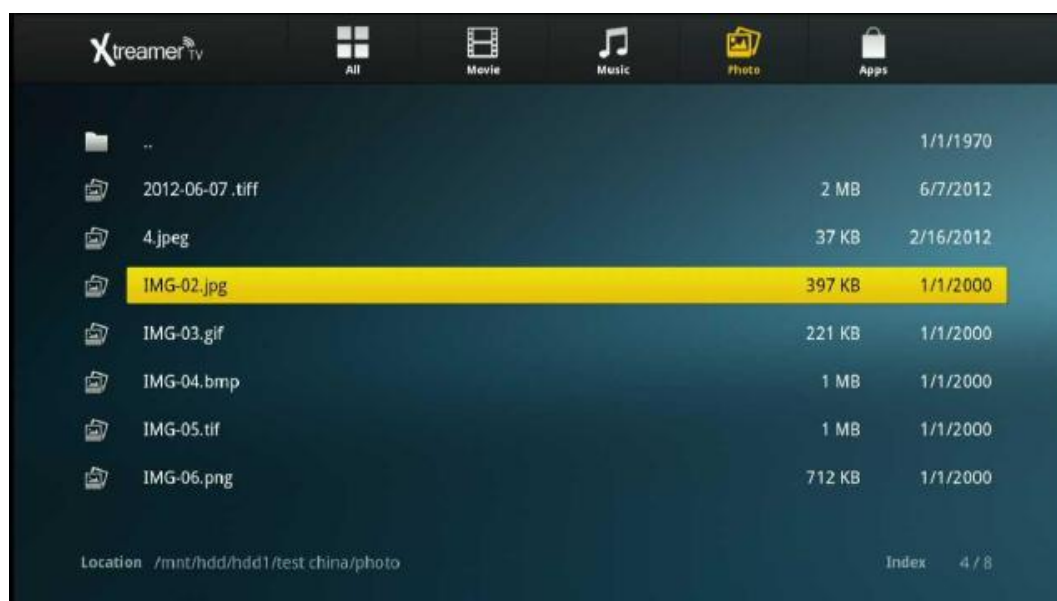 Xtreamer TV
All Movie Music Photo Apps
.. 1/1/1970
2012-06-07 .tiff 2 MB 6/7/2012
4.jpeg 37 KB 2/16/2012
IMG-02.jpg 397 KB 1/1/2000
IMG-03.gif 221 KB 1/1/2000
IMG-04.bmp 1 MB 1/1/2000
IMG-05.tif 1 MB 1/1/2000
IMG-06.png 712 KB 1/1/2000
Location /mnt/hdd/hdd1/test china/photo Index 4 / 8